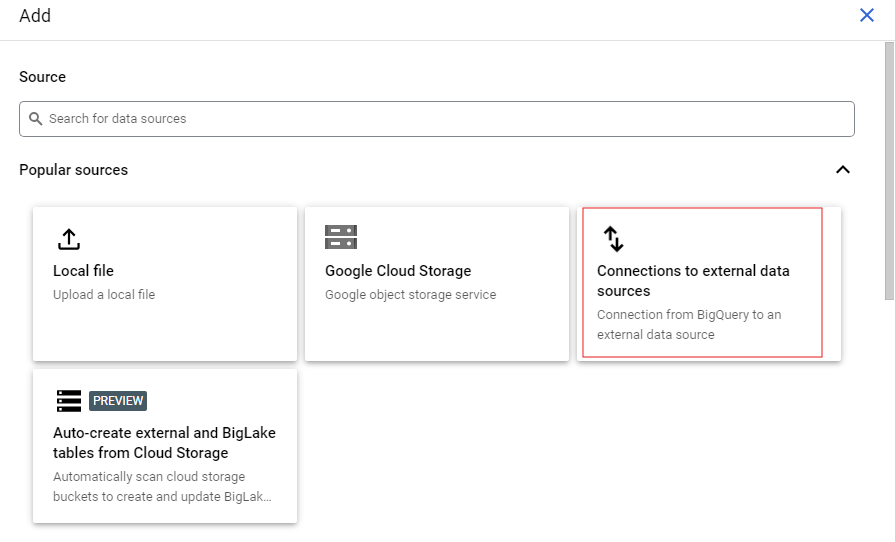 Add
Source
Search for data sources
Popular sources
Local file
Upload a local file
Google Cloud Storage
Google object storage service
Connections to external data
sources
Connection from BigQuery to an
external data source
PREVIEW
Auto-create external and BigLake
tables from Cloud Storage
Automatically scan cloud storage
buckets to create and update BigLak...